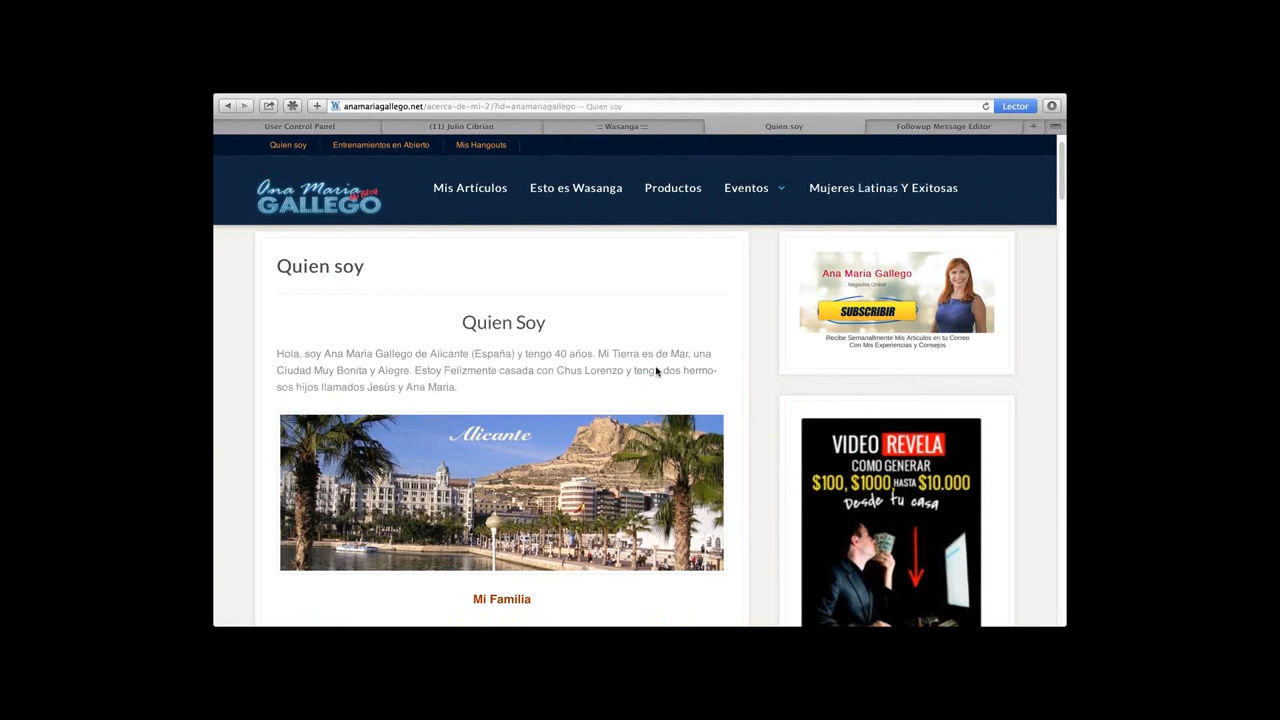 anamariagallego.net/acerca-de-mi-2/?id=anamariagallego — Quien soy
Lector
User Control Panel
(11) Julio Cibrian
::: Wasanga ::::
Quien soy
Followup Message Editor
Quien soy
Entrenamientos en Abierto
Mis Hangouts
Ana Maria
GALLEGO
Mis Artículos
Esto es Wasanga
Productos
Eventos
Mujeres Latinas Y Exitosas
Quien soy
Quien Soy
Hola, soy Ana Maria Gallego de Alicante (España) y tengo 40 años. Mi Tierra es de Mar, una
Ciudad Muy Bonita y Alegre. Estoy Felizmente casada con Chus Lorenzo y tengo dos hermo-
sos hijos llamados Jesús y Ana Maria.
Alicante
Mi Familia
Ana Maria Gallego
Negocios Online
SUBSCRIBIR
Recibe Semanallmente Mis Articulos en tu Correo
Con Mis Experiencias y Consejos
VIDEO REVELA
COMO GENERAR
$100, $1000 HASTA $10.000
Desde tu casa